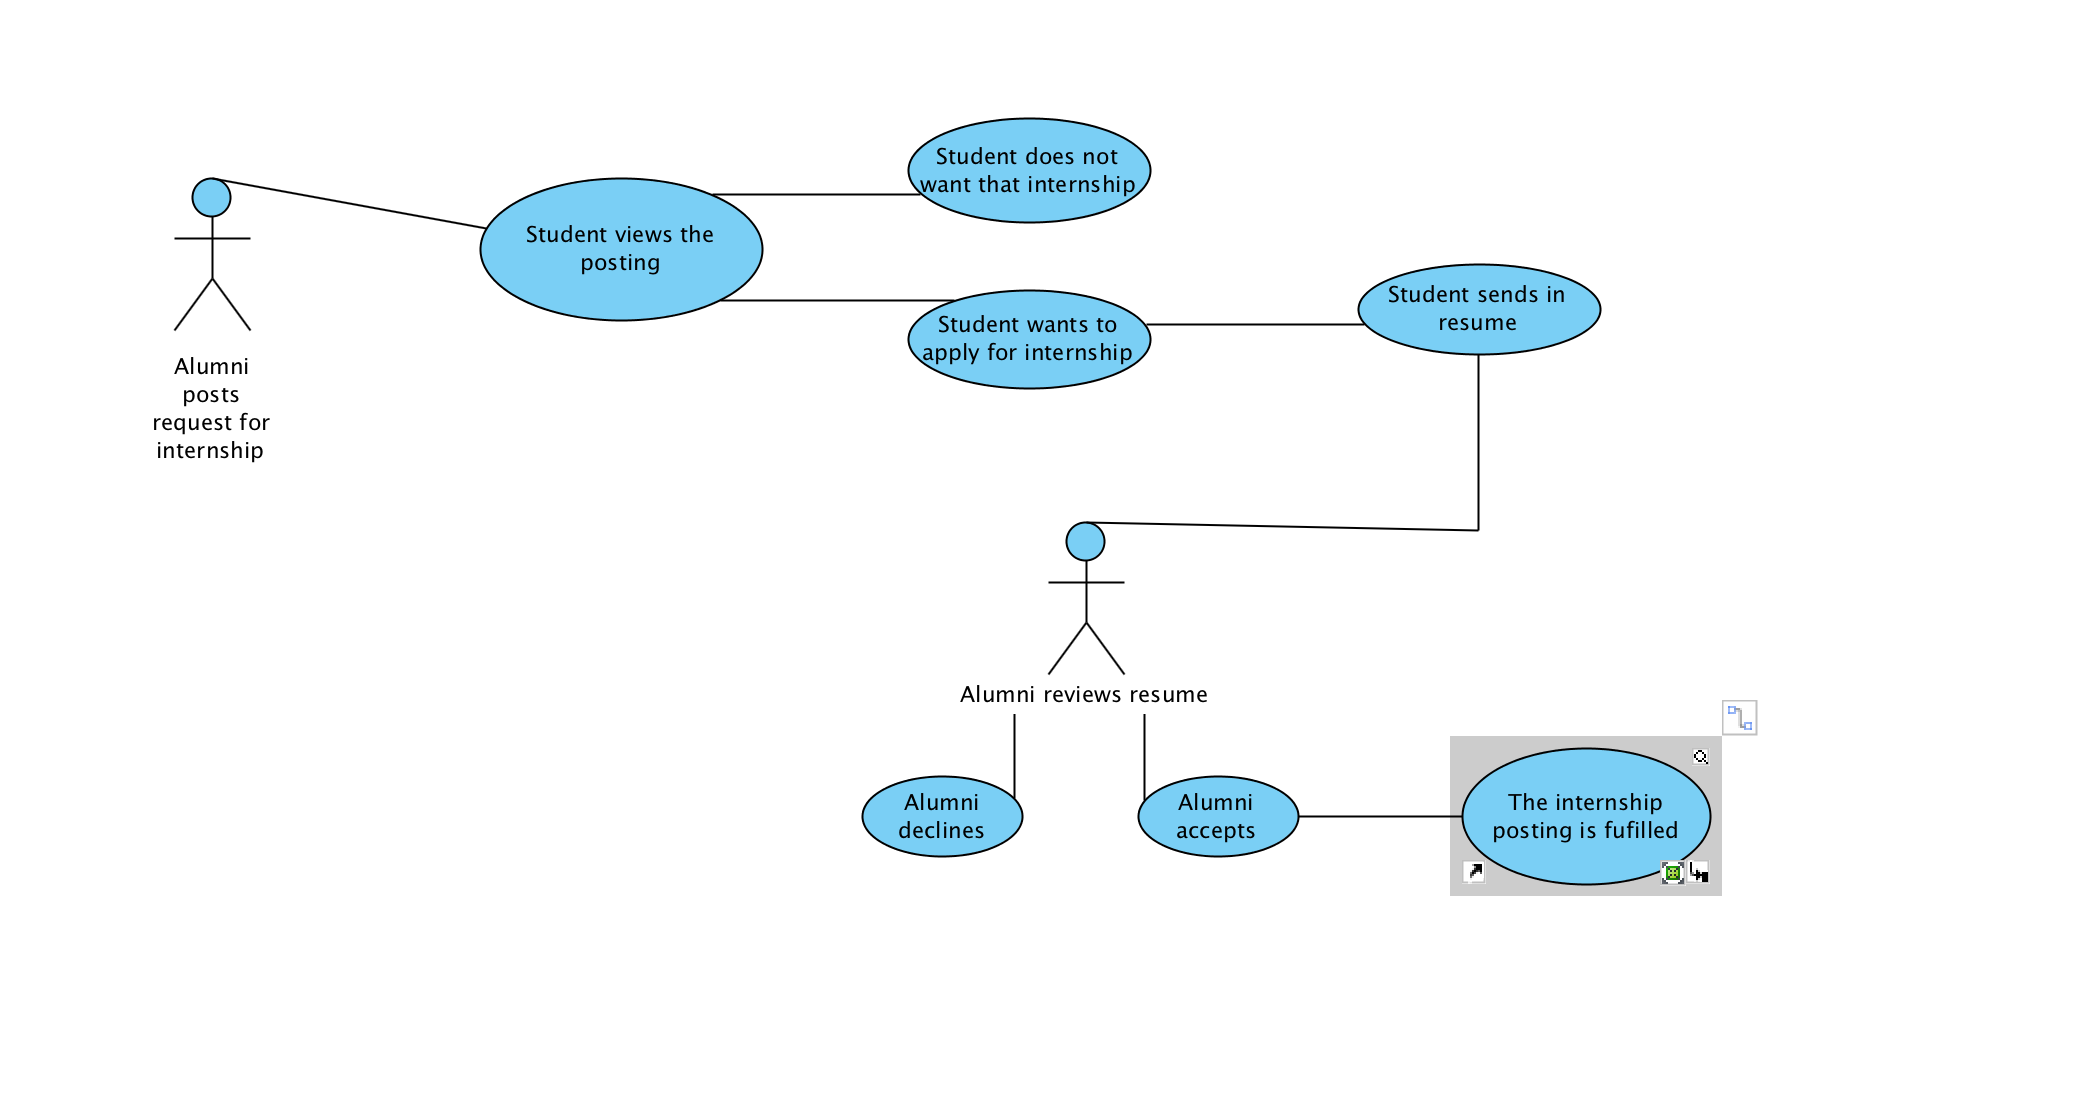 Student does not
want that internship
Student views the
posting
Student sends in
resume
Student wants to
apply for internship
Alumni
posts
request for
internship
Alumni reviews resume
Alumni
declines
Alumni
accepts
The internship
posting is fufilled